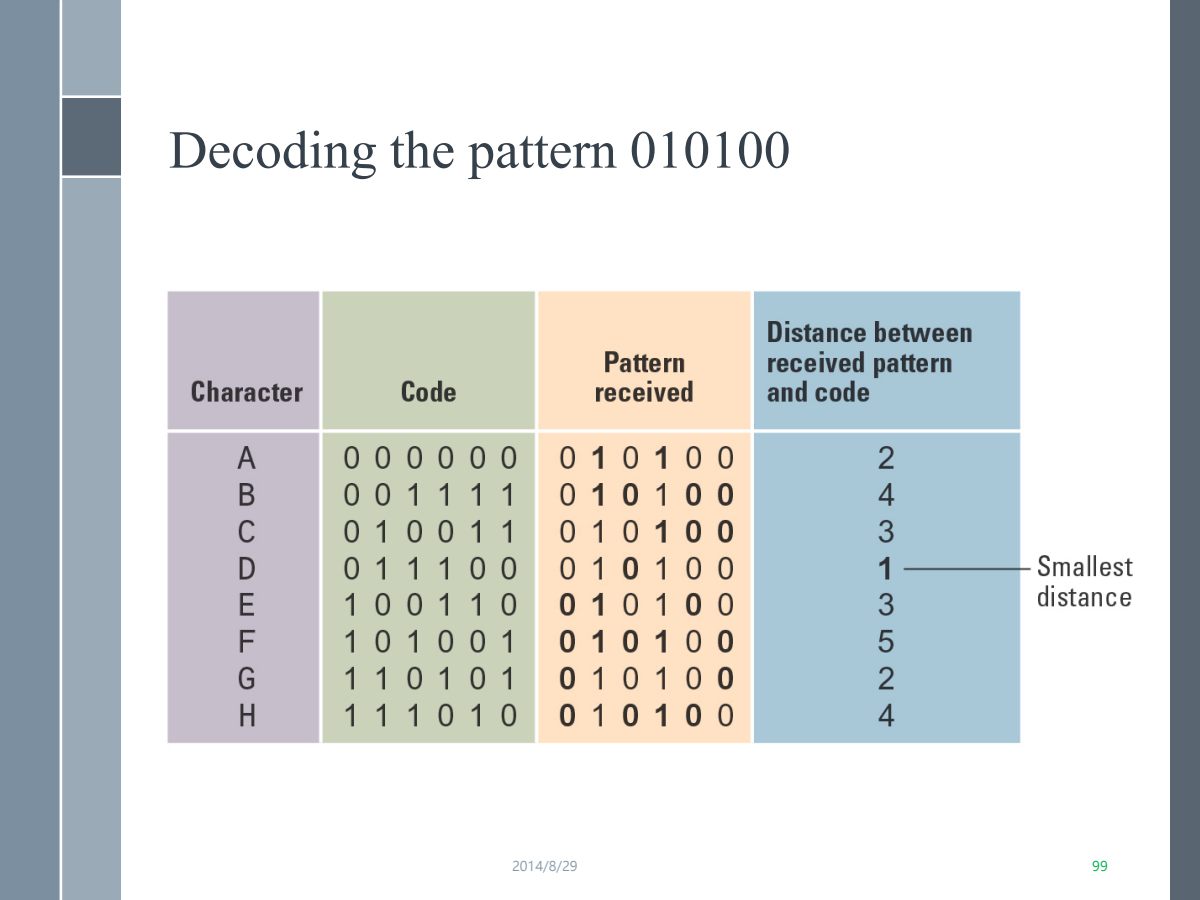 Decoding the pattern 010100
Character Code Pattern received Distance between received pattern and code
A 0 0 0 0 0 0 0 1 0 1 0 0 2
B 0 0 1 1 1 1 0 1 0 1 0 0 4
C 0 1 0 0 1 1 0 1 0 1 0 0 3
D 0 1 1 1 0 0 0 1 0 1 0 0 1 Smallest distance
E 1 0 0 1 1 0 0 1 0 1 0 0 3
F 1 0 1 0 0 1 0 1 0 1 0 0 5
G 1 1 0 1 0 1 0 1 0 1 0 0 2
H 1 1 1 0 1 0 0 1 0 1 0 0 4
2014/8/29 99